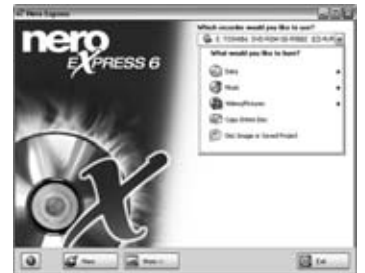 Nero Express
nero
EXPRESS 6
Which recorder would you like to use?
What would you like to burn?
Data
Music
Videos/Pictures
Copy Entire Disc
Disc Image or Saved Project
Nero
More >>
Exit